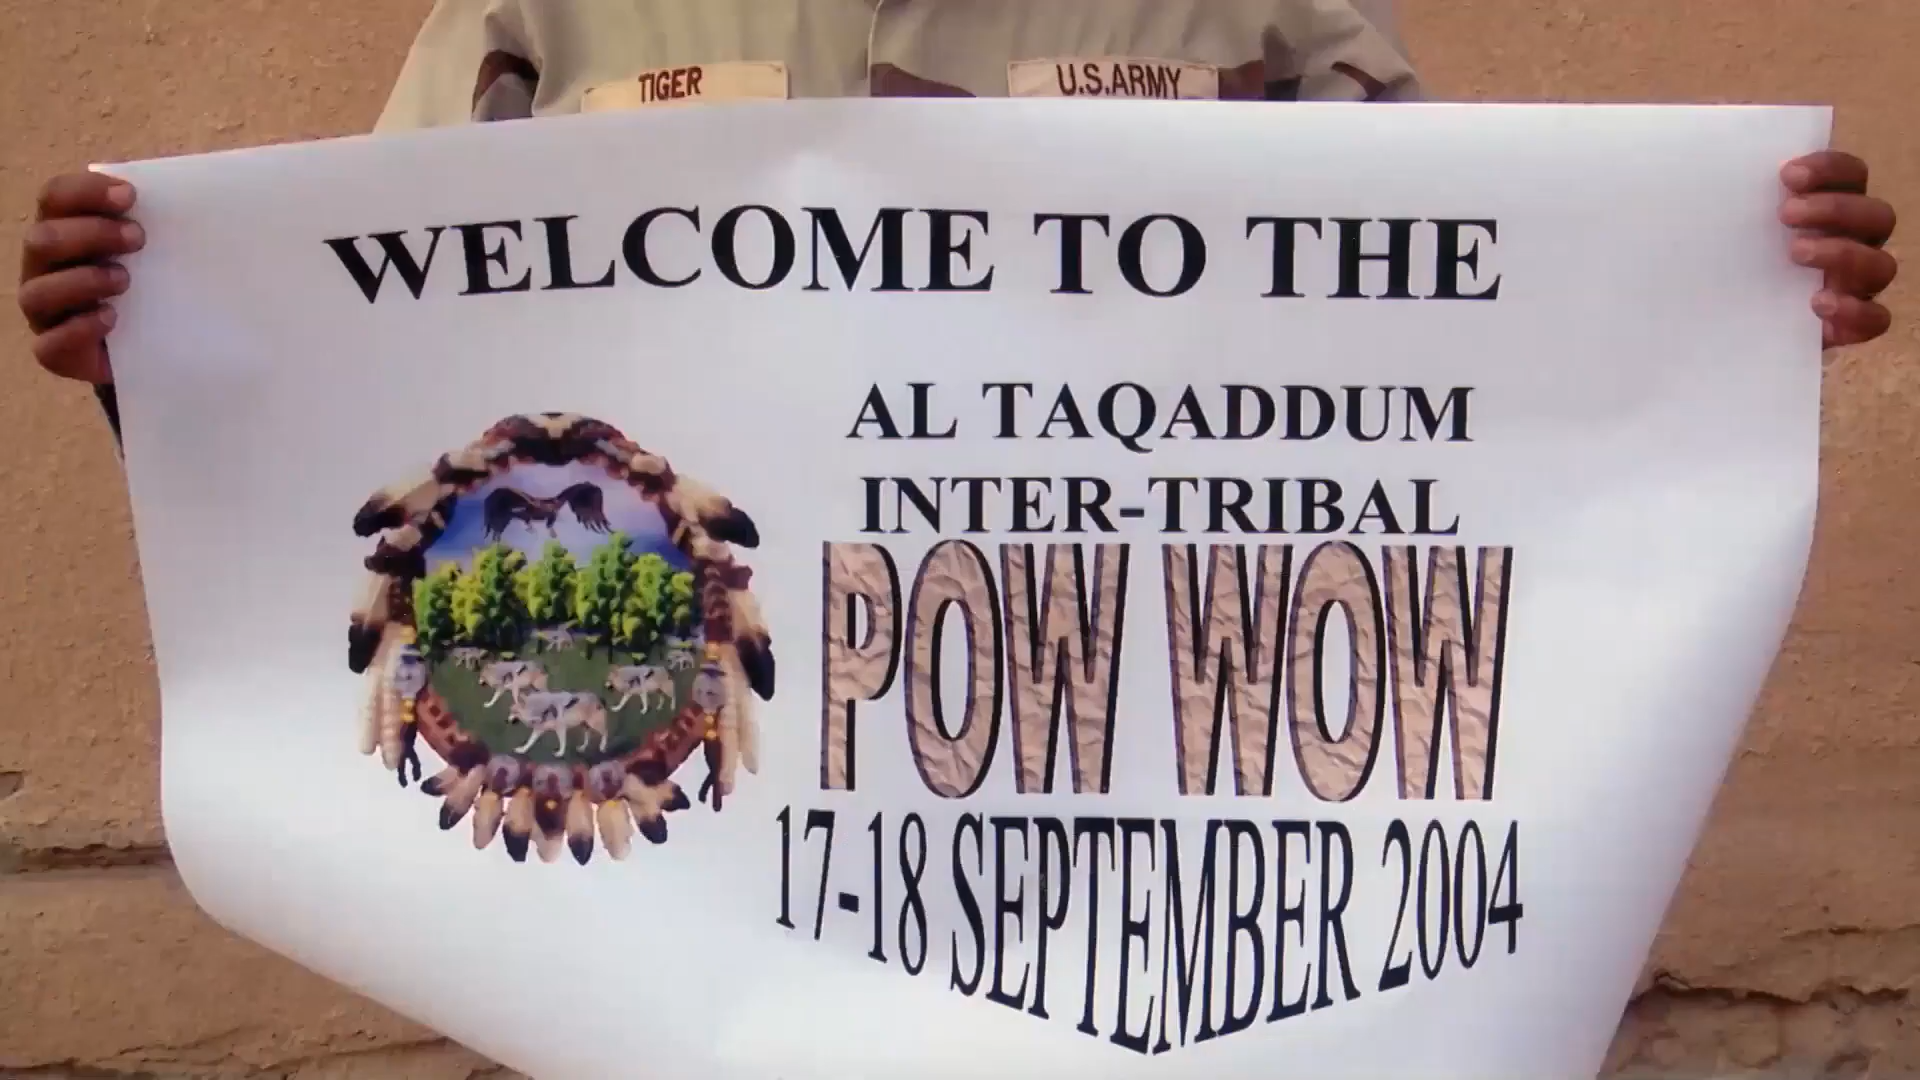 TIGER
U.S.ARMY
WELCOME TO THE
AL TAQADDUM
INTER-TRIBAL
POW WOW
17-18 SEPTEMBER 2004